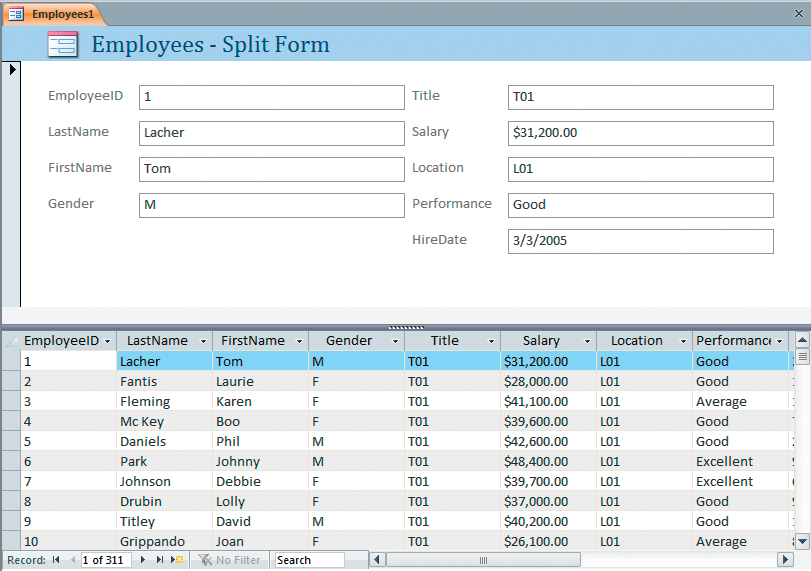 Employees1
Employees - Split Form
EmployeeID 1 Title T01
LastName Lacher Salary $31,200.00
FirstName Tom Location L01
Gender M Performance Good
HireDate 3/3/2005
EmployeeID LastName FirstName Gender Title Salary Location Performance
1 Lacher Tom M T01 $31,200.00 L01 Good
2 Fantis Laurie F T01 $28,000.00 L01 Good
3 Fleming Karen F T01 $41,100.00 L01 Average
4 Mc Key Boo F T01 $39,600.00 L01 Good
5 Daniels Phil M T01 $42,600.00 L01 Good
6 Park Johnny M T01 $48,400.00 L01 Excellent
7 Johnson Debbie F T01 $39,700.00 L01 Excellent
8 Drubin Lolly F T01 $37,000.00 L01 Good
9 Titley David M T01 $40,200.00 L01 Good
10 Grippando Joan F T01 $26,100.00 L01 Average
Record: 1 of 311 No Filter Search